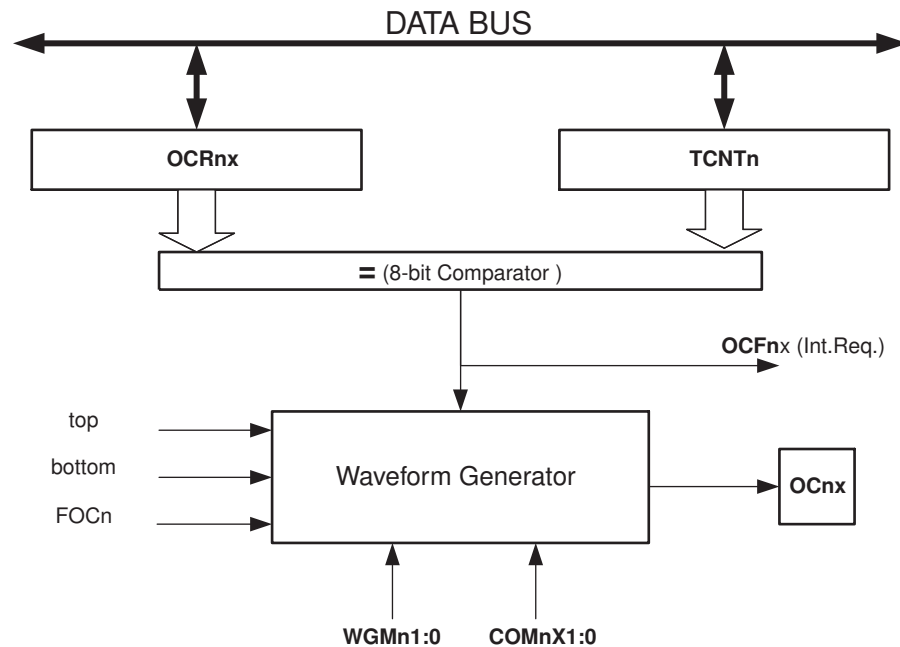 DATA BUS
OCRnx
TCNTn
= (8-bit Comparator )
OCFnx (Int.Req.)
top
bottom
FOCn
Waveform Generator
OCnx
WGMn1:0
COMnX1:0